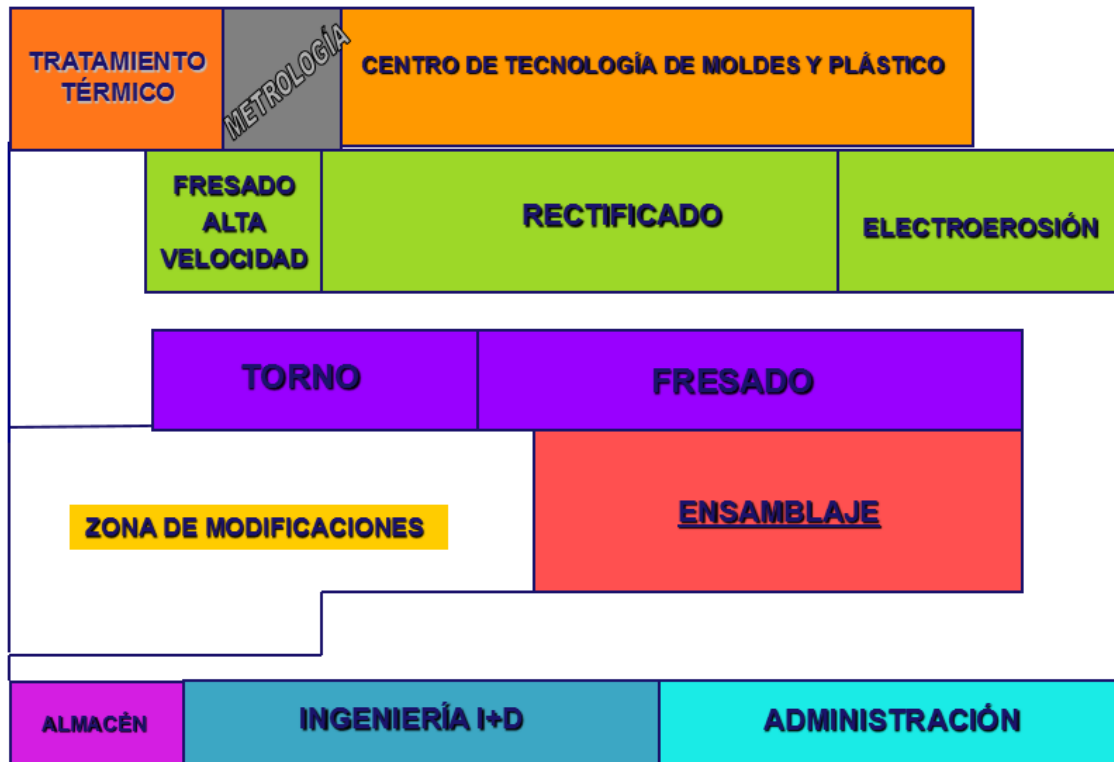 TRATAMIENTO
TÉRMICO
METROLOGÍA
CENTRO DE TECNOLOGÍA DE MOLDES Y PLÁSTICO
FRESADO
ALTA
VELOCIDAD
RECTIFICADO
ELECTROEROSIÓN
TORNO
FRESADO
ZONA DE MODIFICACIONES
ENSAMBLAJE
ALMACÉN
INGENIERÍA I+D
ADMINISTRACIÓN